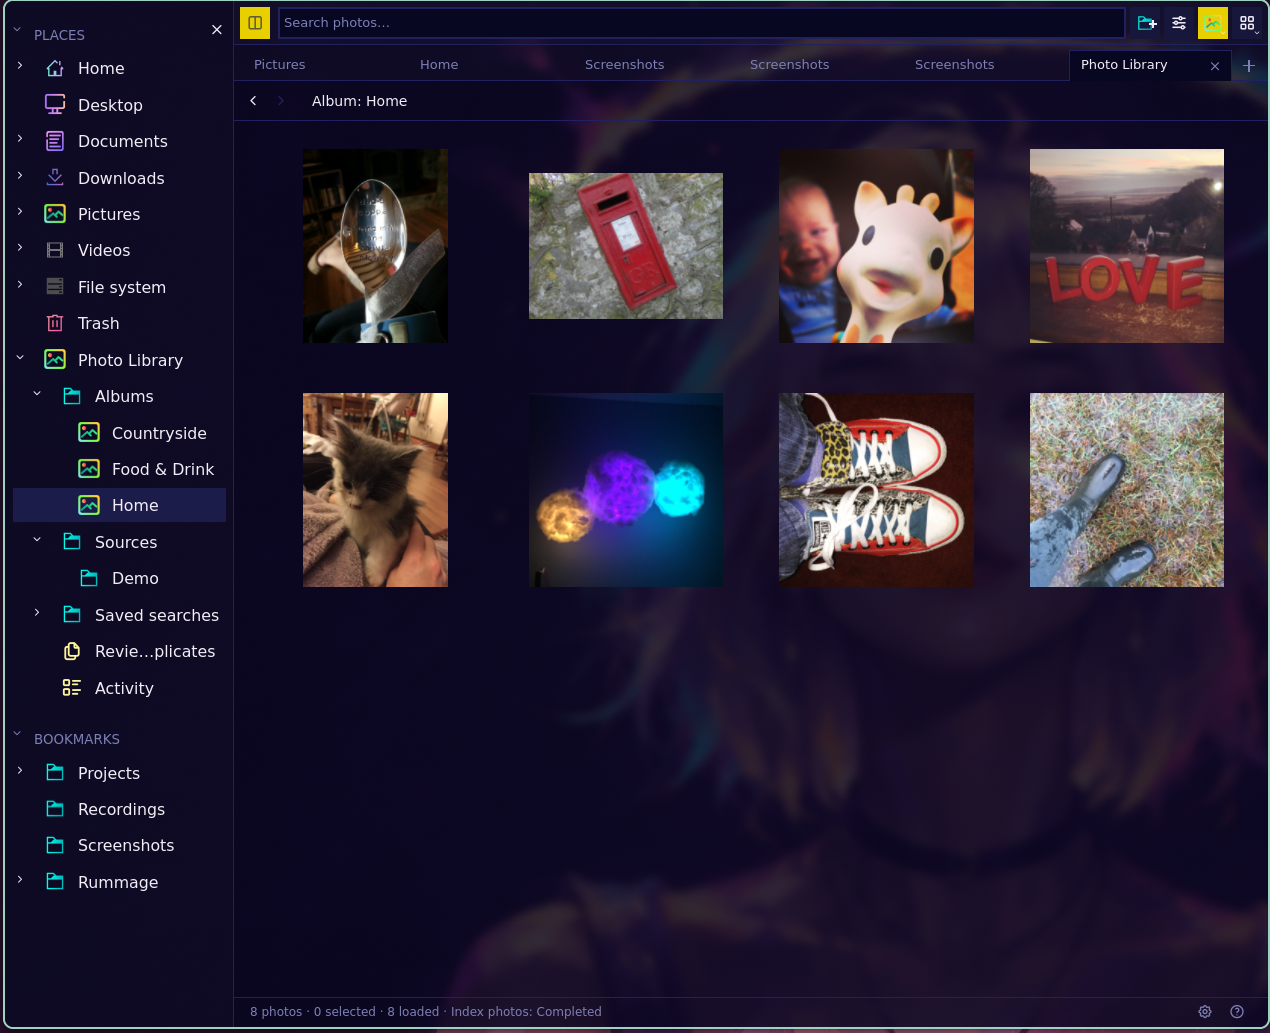 PLACES
Home
Desktop
Documents
Downloads
Pictures
Videos
File system
Trash
Photo Library
Albums
Countryside
Food & Drink
Home
Sources
Demo
Saved searches
Revie…plicates
Activity
BOOKMARKS
Projects
Recordings
Screenshots
Rummage
Search photos…
Pictures
Home
Screenshots
Screenshots
Screenshots
Photo Library
Album: Home
LOVE
8 photos · 0 selected · 8 loaded · Index photos: Completed